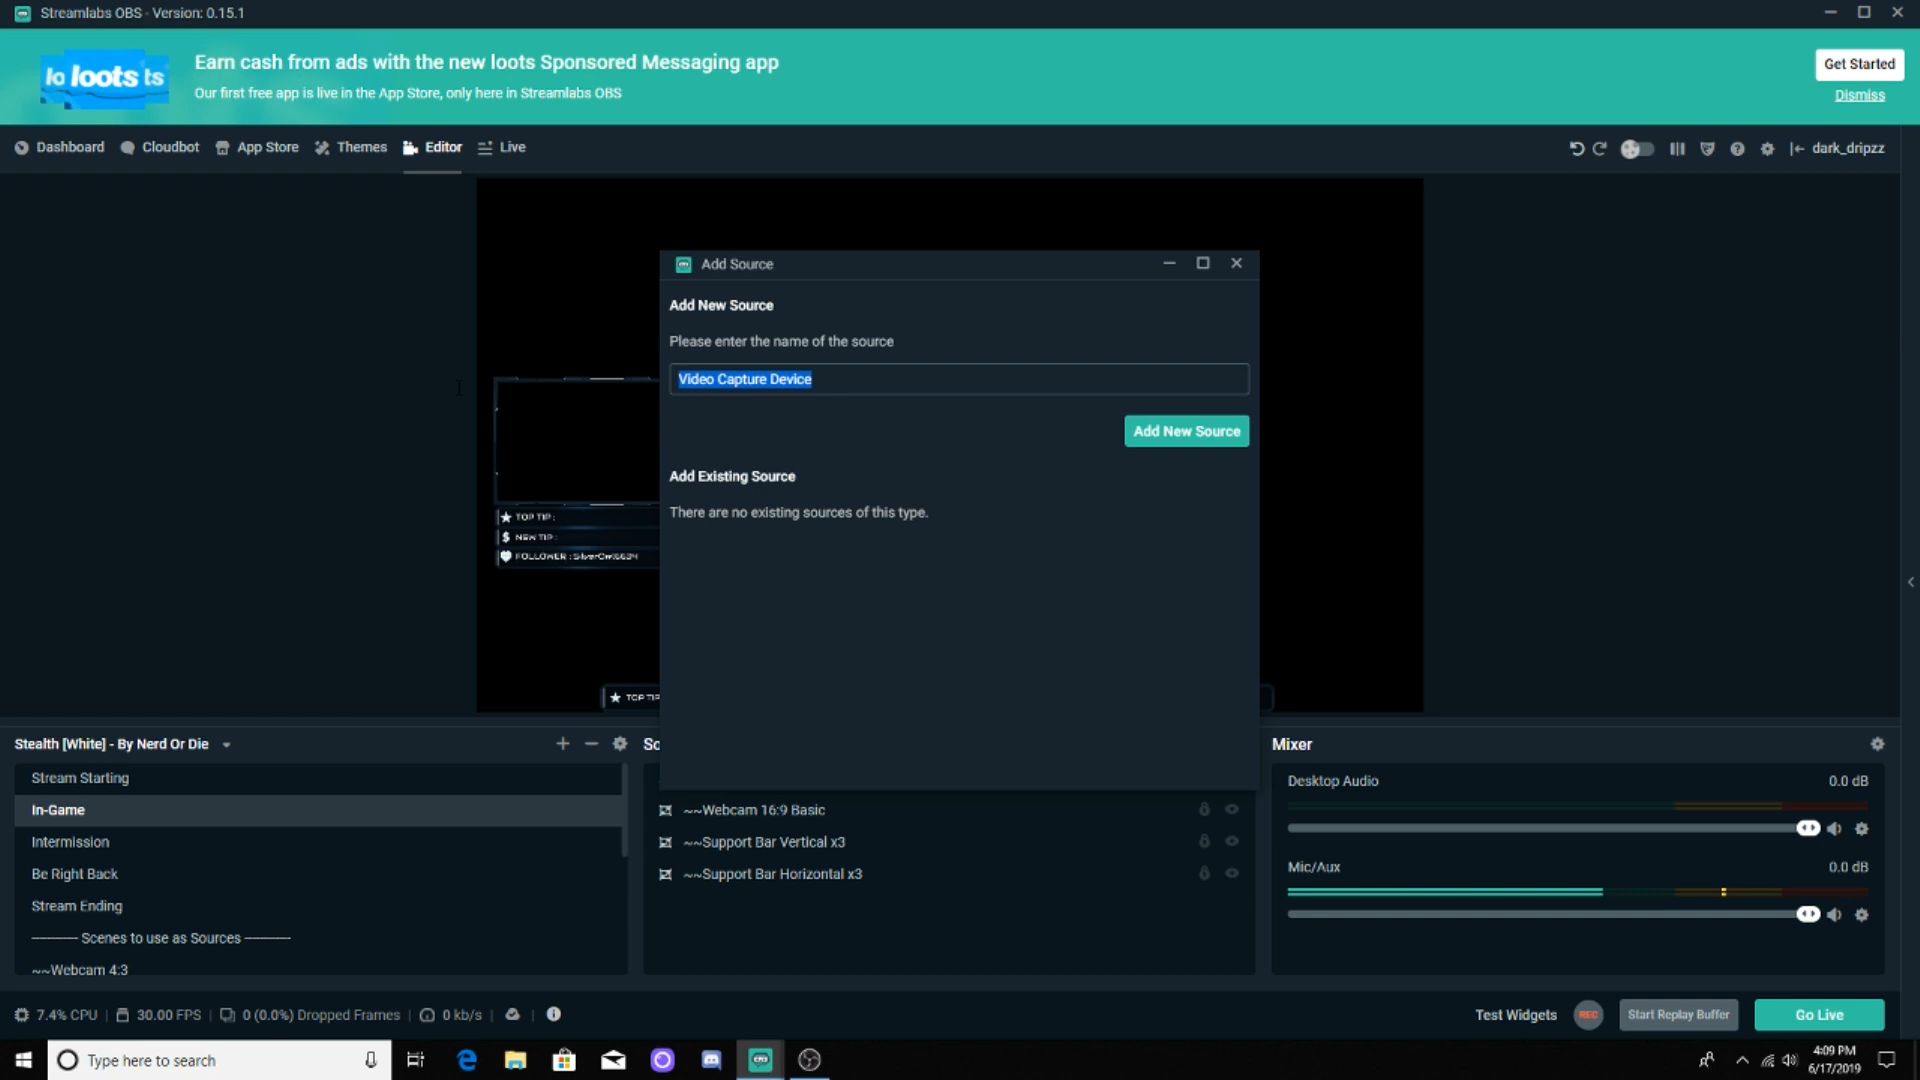 Streamlabs OBS - Version: 0.15.1
lo loots ts
Earn cash from ads with the new loots Sponsored Messaging app
Our first free app is live in the App Store, only here in Streamlabs OBS
Get Started
Dismiss
Dashboard Cloudbot App Store Themes Editor Live dark_dripzz
Add Source
Add New Source
Please enter the name of the source
Video Capture Device
Add New Source
Add Existing Source
There are no existing sources of this type.
TOP TIP :
NEW TIP :
FOLLOWER :
TOP TIP
Stealth [White] - By Nerd Or Die
Stream Starting
In-Game
Intermission
Be Right Back
Stream Ending
———— Scenes to use as Sources ————
~~Webcam 4:3
So
~~Webcam 16:9 Basic
~~Support Bar Vertical x3
~~Support Bar Horizontal x3
Mixer
Desktop Audio 0.0 dB
Mic/Aux 0.0 dB
7.4% CPU | 30.00 FPS | 0 (0.0%) Dropped Frames | 0 kb/s
Test Widgets REC Start Replay Buffer Go Live
Type here to search
4:09 PM
6/17/2019